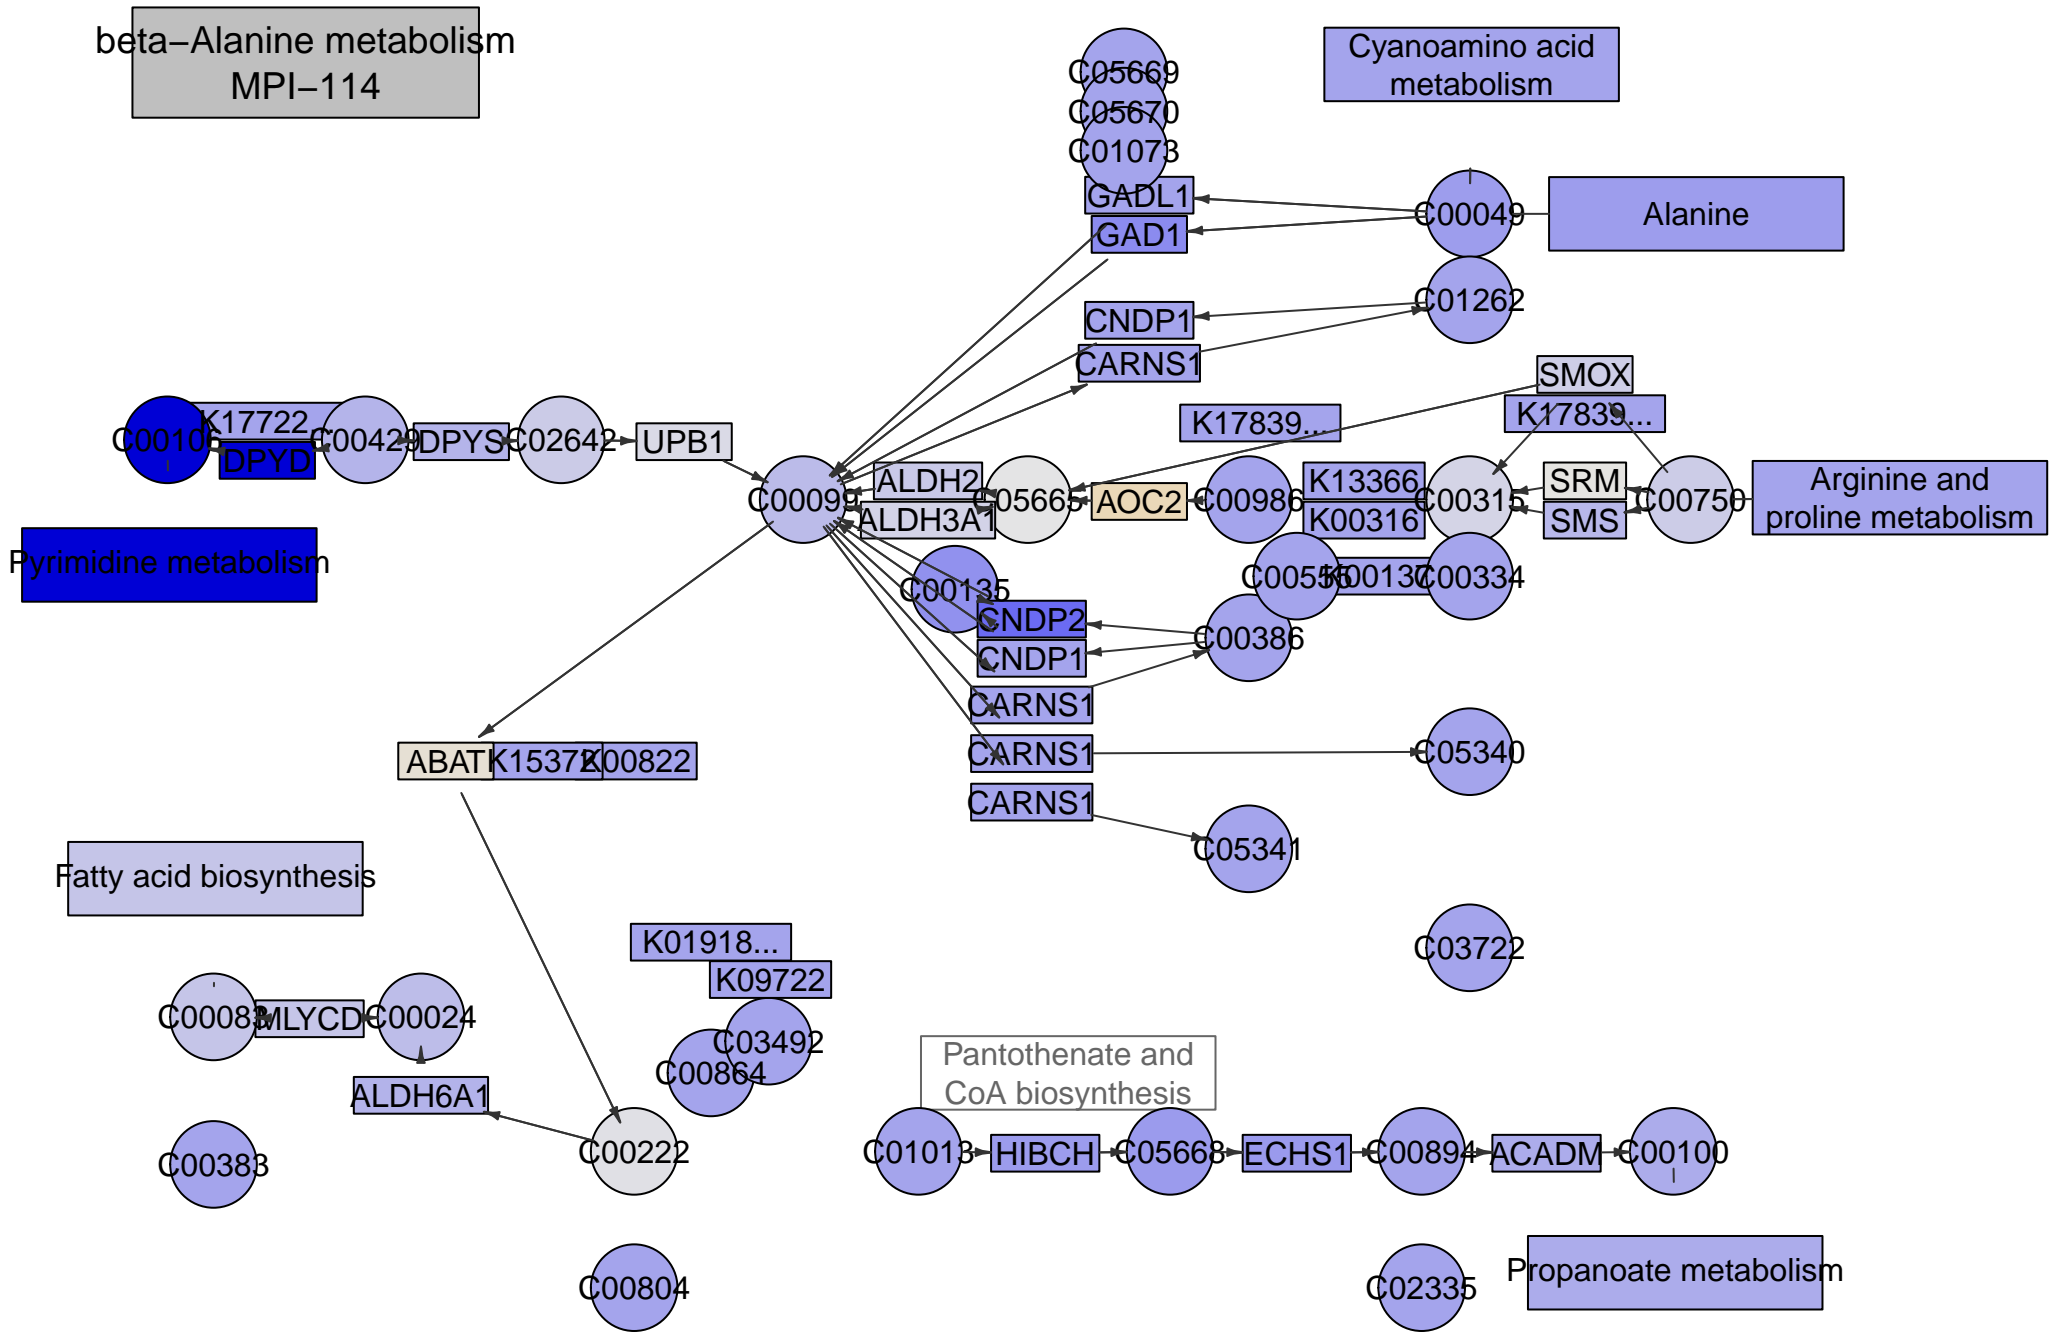 beta−Alanine metabolism
MPI−114
C05669
C05670
C01073
Cyanoamino acid
metabolism
GADL1
GAD1
C00049
Alanine
CNDP1
C01262
CARNS1
SMOX
K17839...
K17839...
C00106
K17722
DPYD
C00429
DPYS
C02642
UPB1
C00099
ALDH2
ALDH3A1
C05665
AOC2
C00986
K13366
K00316
C00315
SRM
SMS
C00750
Arginine and
proline metabolism
Pyrimidine metabolism
C00135
C00555
K00137
C00334
CNDP2
CNDP1
C00386
CARNS1
CARNS1
CARNS1
C05340
C05341
ABAT
K15372
K00822
Fatty acid biosynthesis
K01918...
K09722
C03722
C00083
MLYCD
C00024
C03492
C00864
ALDH6A1
Pantothenate and
CoA biosynthesis
C00383
C00222
C01013
HIBCH
C05668
ECHS1
C00894
ACADM
C00100
C00804
C02335
Propanoate metabolism